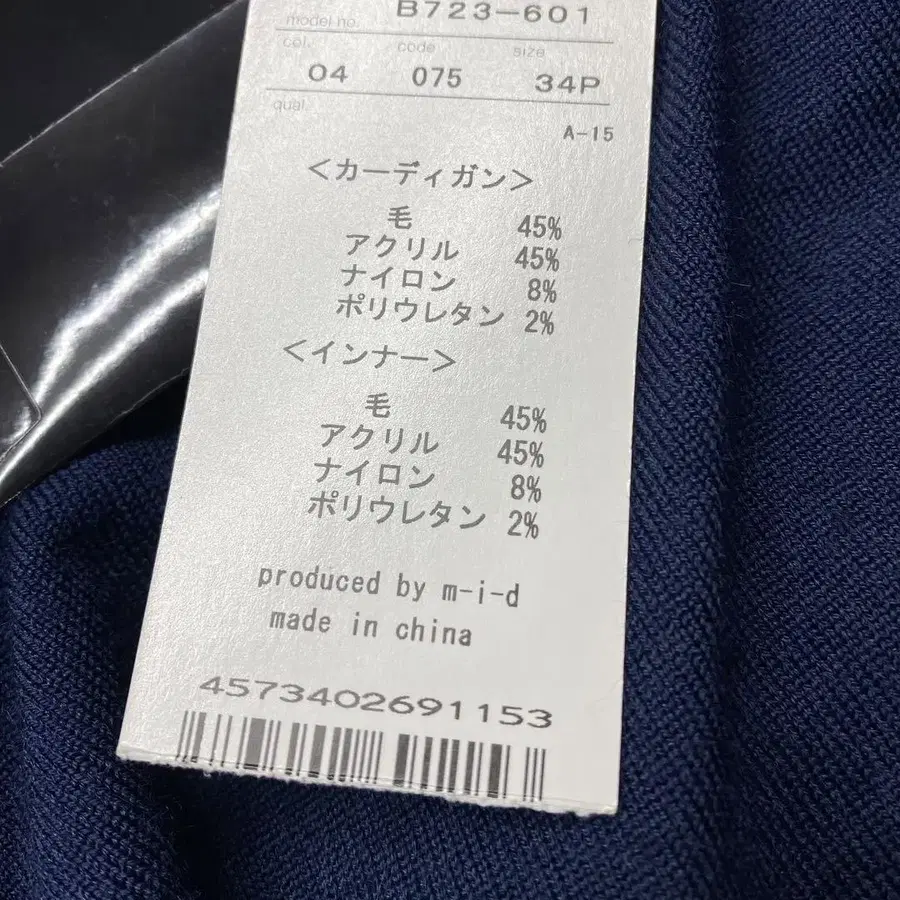 B723-601
model no.
col. code size
04 075 34P
qual.
A-15
＜カーディガン＞
毛 45%
アクリル 45%
ナイロン 8%
ポリウレタン 2%
＜インナー＞
毛 45%
アクリル 45%
ナイロン 8%
ポリウレタン 2%
produced by m-i-d
made in china
4573402691153